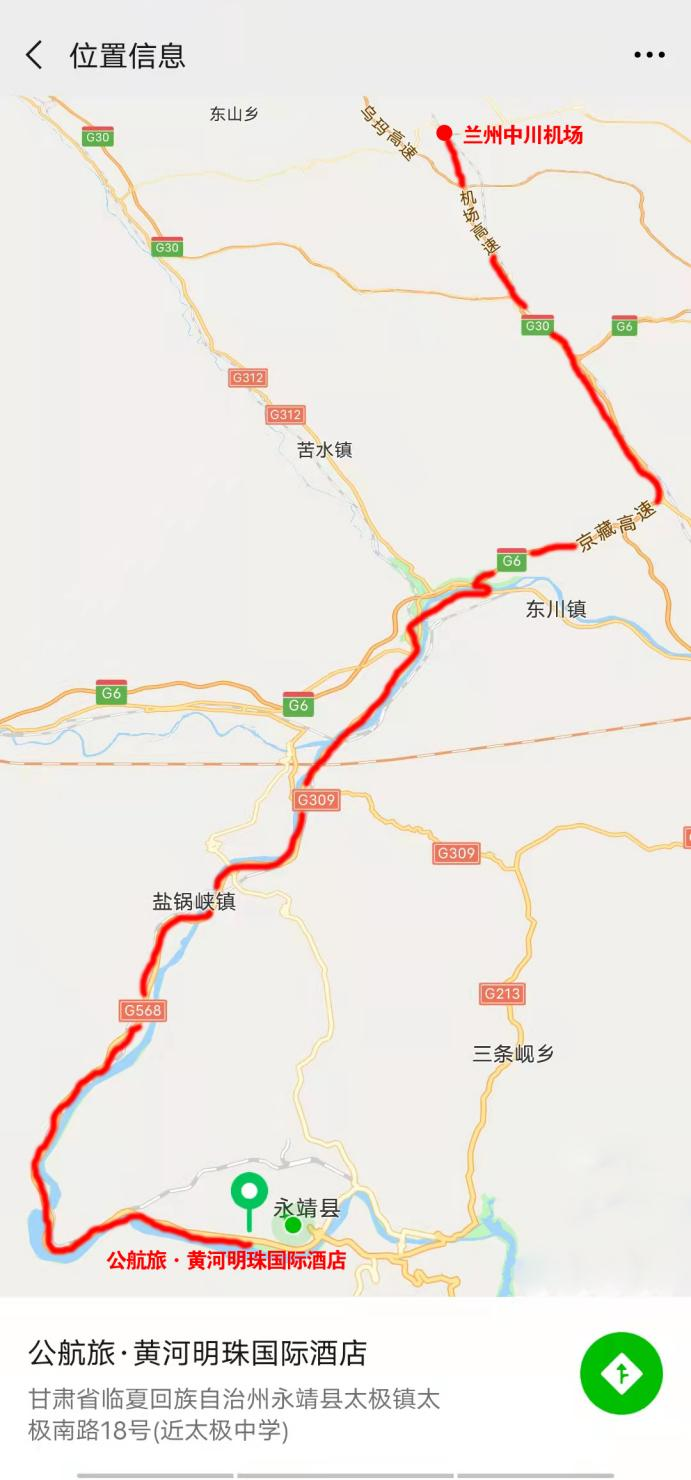 位置信息
东山乡
乌玛高速
兰州中川机场
G30
机场高速
G30
G30
G6
G312
G312
苦水镇
京藏高速
G6
东川镇
G6
G6
G309
G309
盐锅峡镇
G213
G568
三条岘乡
永靖县
公航旅·黄河明珠国际酒店
公航旅·黄河明珠国际酒店
甘肃省临夏回族自治州永靖县太极镇太
极南路18号(近太极中学)